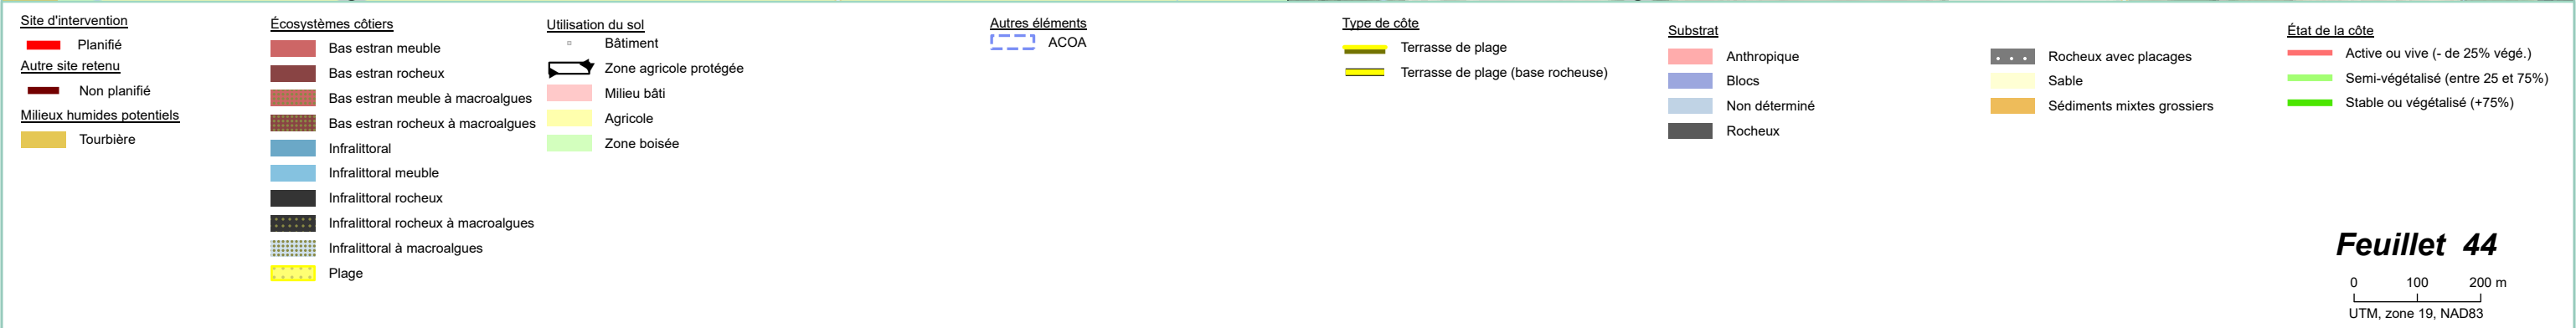 Site d'intervention
Planifié
Autre site retenu
Non planifié
Milieux humides potentiels
Tourbière
Écosystèmes côtiers
Bas estran meuble
Bas estran rocheux
Bas estran meuble à macroalgues
Bas estran rocheux à macroalgues
Infralittoral
Infralittoral meuble
Infralittoral rocheux
Infralittoral rocheux à macroalgues
Infralittoral à macroalgues
Plage
Utilisation du sol
Bâtiment
Zone agricole protégée
Milieu bâti
Agricole
Zone boisée
Autres éléments
ACOA
Type de côte
Terrasse de plage
Terrasse de plage (base rocheuse)
Substrat
Anthropique
Blocs
Non déterminé
Rocheux
Rocheux avec placages
Sable
Sédiments mixtes grossiers
État de la côte
Active ou vive (- de 25% végé.)
Semi-végétalisé (entre 25 et 75%)
Stable ou végétalisé (+75%)
Feuillet 44
0 100 200 m
UTM, zone 19, NAD83